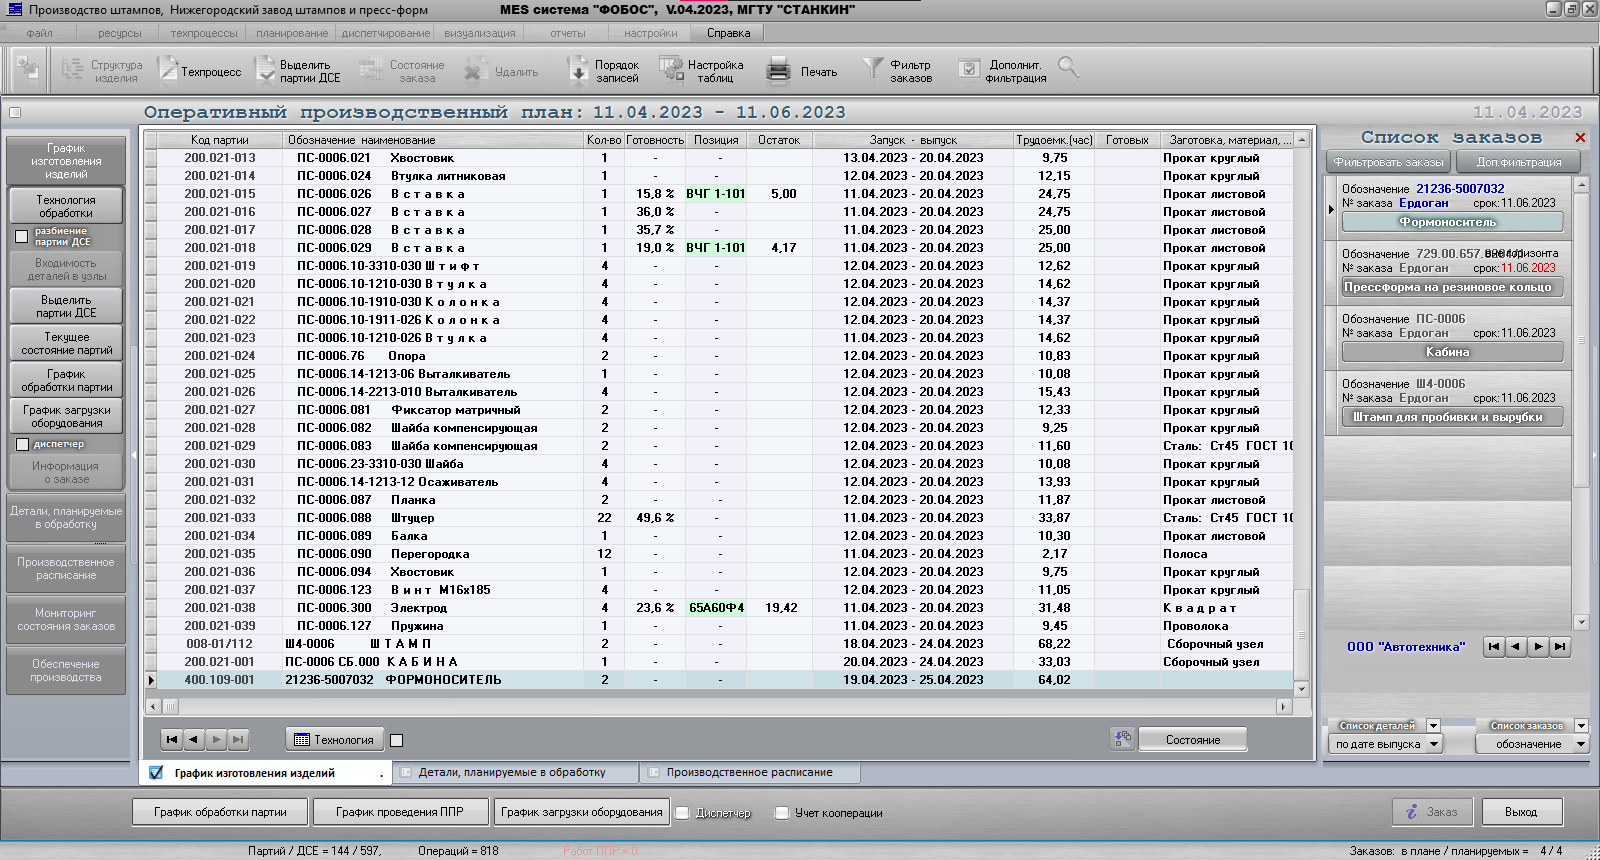 Производство штампов,  Нижегородский завод штампов и пресс-форм
MES система "ФОБОС",  V.04.2023, МГТУ "СТАНКИН"
файл ресурсы техпроцессы планирование диспетчирование визуализация отчеты настройки Справка
Структура изделия
Техпроцесс
Выделить партии ДСЕ
Состояние заказа
Удалить
Порядок записей
Настройка таблиц
Печать
Фильтр заказов
Дополнит. фильтрация
Оперативный производственный план: 11.04.2023 - 11.06.2023
11.04.2023
График изготовления изделий
Технология обработки
разбиение партии ДСЕ
Входимость деталей в узлы
Выделить партии ДСЕ
Текущее состояние партий
График обработки партии
График загрузки оборудования
диспетчер
Информация о заказе
Детали, планируемые в обработку
Производственное расписание
Мониторинг состояния заказов
Обеспечение производства
Код партии Обозначение наименование Кол-во Готовность Позиция Остаток Запуск - выпуск Трудоемк.(час) Готовых Заготовка, материал, ...
200.021-013 ПС-0006.021 Хвостовик 1 - - 13.04.2023 - 20.04.2023 9,75 Прокат круглый
200.021-014 ПС-0006.024 Втулка литниковая 1 - - 12.04.2023 - 20.04.2023 12,15 Прокат круглый
200.021-015 ПС-0006.026 В с т а в к а 1 15,8 % ВЧГ 1-101 5,00 11.04.2023 - 20.04.2023 24,75 Прокат листовой
200.021-016 ПС-0006.027 В с т а в к а 1 36,0 % - 11.04.2023 - 20.04.2023 24,75 Прокат листовой
200.021-017 ПС-0006.028 В с т а в к а 1 35,7 % - 11.04.2023 - 20.04.2023 25,00 Прокат листовой
200.021-018 ПС-0006.029 В с т а в к а 1 19,0 % ВЧГ 1-101 4,17 11.04.2023 - 20.04.2023 25,00 Прокат листовой
200.021-019 ПС-0006.10-3310-030 Ш т и ф т 4 - - 12.04.2023 - 20.04.2023 12,62 Прокат круглый
200.021-020 ПС-0006.10-1210-030 В т у л к а 4 - - 12.04.2023 - 20.04.2023 14,62 Прокат круглый
200.021-021 ПС-0006.10-1910-030 К о л о н к а 4 - - 12.04.2023 - 20.04.2023 14,37 Прокат круглый
200.021-022 ПС-0006.10-1911-026 К о л о н к а 4 - - 12.04.2023 - 20.04.2023 14,37 Прокат круглый
200.021-023 ПС-0006.10-1210-026 В т у л к а 4 - - 11.04.2023 - 20.04.2023 14,62 Прокат круглый
200.021-024 ПС-0006.76 Опора 2 - - 12.04.2023 - 20.04.2023 10,83 Прокат круглый
200.021-025 ПС-0006.14-1213-06 Выталкиватель 1 - - 12.04.2023 - 20.04.2023 10,08 Прокат круглый
200.021-026 ПС-0006.14-2213-010 Выталкиватель 4 - - 12.04.2023 - 20.04.2023 15,43 Прокат круглый
200.021-027 ПС-0006.081 Фиксатор матричный 2 - - 12.04.2023 - 20.04.2023 12,33 Прокат круглый
200.021-028 ПС-0006.082 Шайба компенсирующая 2 - - 12.04.2023 - 20.04.2023 9,25 Прокат круглый
200.021-029 ПС-0006.083 Шайба компенсирующая 2 - - 12.04.2023 - 20.04.2023 11,60 Сталь: Ст45 ГОСТ 10
200.021-030 ПС-0006.23-3310-030 Шайба 4 - - 12.04.2023 - 20.04.2023 10,08 Прокат круглый
200.021-031 ПС-0006.14-1213-12 Осаживатель 4 - - 12.04.2023 - 20.04.2023 13,93 Прокат круглый
200.021-032 ПС-0006.087 Планка 2 - - 12.04.2023 - 20.04.2023 11,87 Прокат листовой
200.021-033 ПС-0006.088 Штуцер 22 49,6 % - 11.04.2023 - 20.04.2023 33,87 Сталь: Ст45 ГОСТ 10
200.021-034 ПС-0006.089 Балка 1 - - 12.04.2023 - 20.04.2023 10,30 Прокат листовой
200.021-035 ПС-0006.090 Перегородка 12 - - 11.04.2023 - 20.04.2023 2,17 Полоса
200.021-036 ПС-0006.094 Хвостовик 1 - - 12.04.2023 - 20.04.2023 9,75 Прокат круглый
200.021-037 ПС-0006.123 В и н т М16х185 4 - - 12.04.2023 - 20.04.2023 11,05 Прокат круглый
200.021-038 ПС-0006.300 Электрод 4 23,6 % 65А60Ф4 19,42 11.04.2023 - 20.04.2023 31,48 К в а д р а т
200.021-039 ПС-0006.127 Пружина 1 - - 11.04.2023 - 20.04.2023 9,45 Проволока
008-01/112 Ш4-0006 Ш Т А М П 2 - - 18.04.2023 - 24.04.2023 68,22 Сборочный узел
200.021-001 ПС-0006 СБ.000 К А Б И Н А 1 - - 20.04.2023 - 24.04.2023 33,03 Сборочный узел
400.109-001 21236-5007032 ФОРМОНОСИТЕЛЬ 2 - - 19.04.2023 - 25.04.2023 64,02
Технология
Состояние
График изготовления изделий .
Детали, планируемые в обработку
Производственное расписание
Список заказов
Фильтровать заказы Доп.фильтрация
Обозначение 21236-5007032
№ заказа Ердоган срок: 11.06.2023
Формоноситель
Обозначение 729.00.657. горизонта
№ заказа Ердоган срок: 11.06.2023
Прессформа на резиновое кольцо
Обозначение ПС-0006
№ заказа Ердоган срок: 11.06.2023
Кабина
Обозначение Ш4-0006
№ заказа Ердоган срок: 11.06.2023
Штамп для пробивки и вырубки
ООО "Автотехника"
Список деталей Список заказов
по дате выпуска обозначение
График обработки партии График проведения ППР График загрузки оборудования Диспетчер Учет кооперации Заказ Выход
Партий / ДСЕ = 144 / 597, Операций = 818 Работ ППР = 0 Заказов: в плане / планируемых = 4 / 4